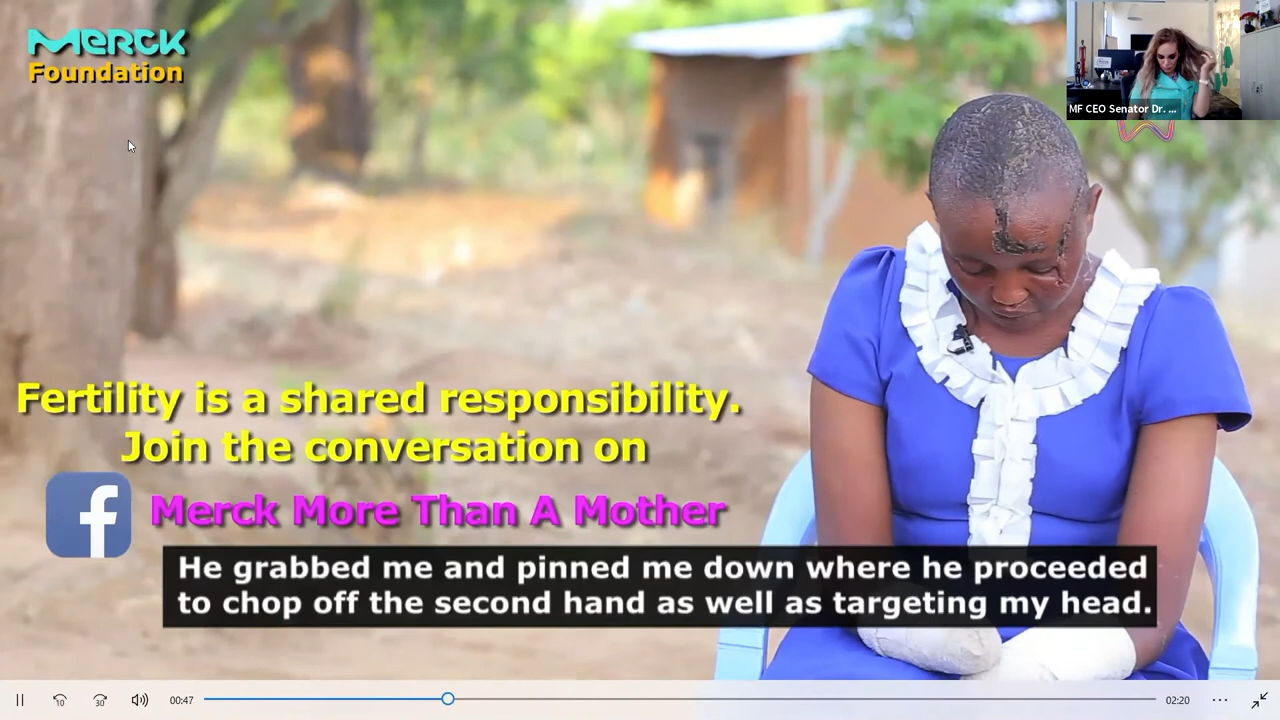 Merck
Foundation
MF CEO Senator Dr. ...
Fertility is a shared responsibility.
Join the conversation on
f
Merck More Than A Mother
He grabbed me and pinned me down where he proceeded
to chop off the second hand as well as targeting my head.
10
30
00:47
02:20